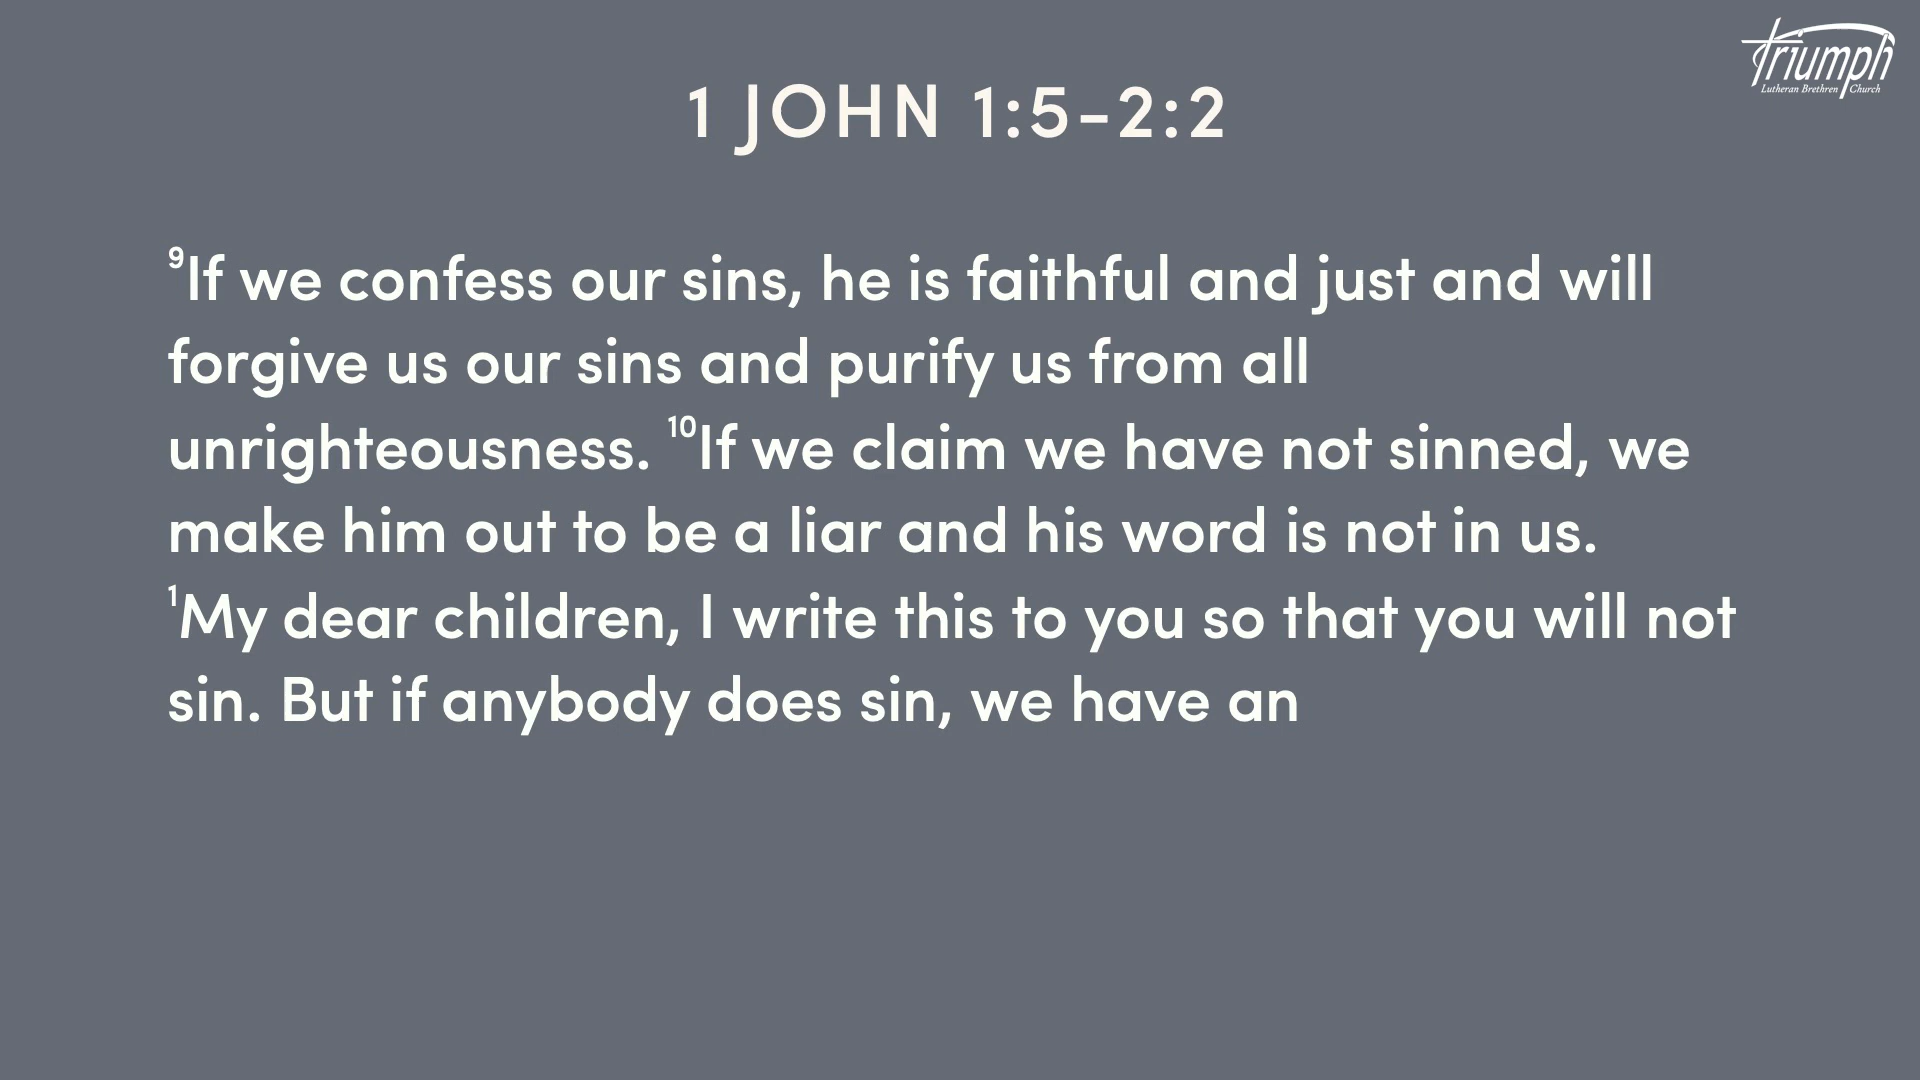 triumph
Lutheran Brethren Church
1 JOHN 1:5-2:2
⁹If we confess our sins, he is faithful and just and will
forgive us our sins and purify us from all
unrighteousness. ¹⁰If we claim we have not sinned, we
make him out to be a liar and his word is not in us.
¹My dear children, I write this to you so that you will not
sin. But if anybody does sin, we have an